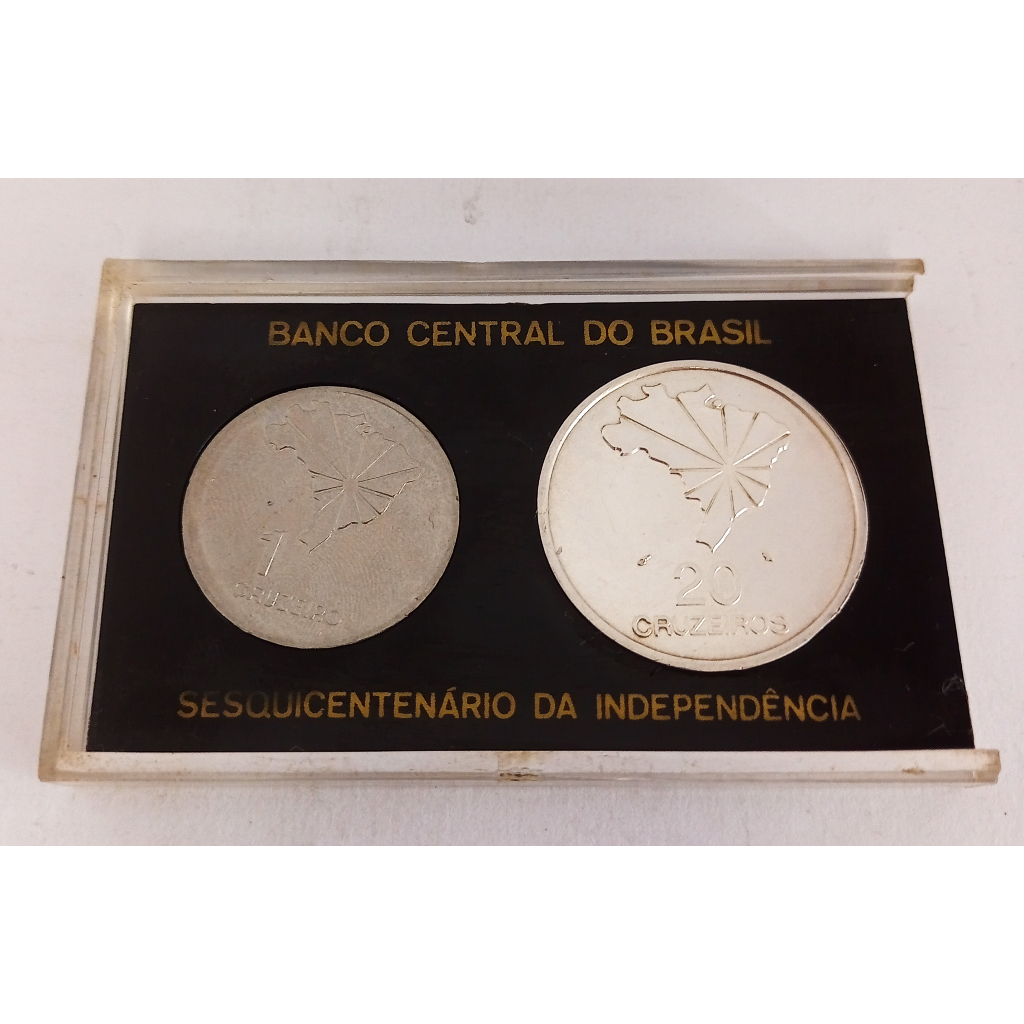 BANCO CENTRAL DO BRASIL
1
CRUZEIRO
20
CRUZEIROS
SESQUICENTENÁRIO DA INDEPENDÊNCIA